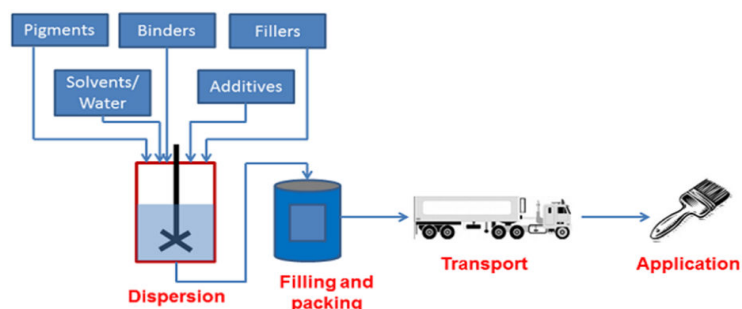 Pigments
Binders
Fillers
Solvents/
Water
Additives
Dispersion
Filling and
packing
Transport
Application